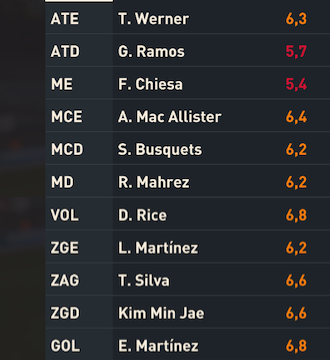 ATE T. Werner 6,3
ATD G. Ramos 5,7
ME F. Chiesa 5,4
MCE A. Mac Allister 6,4
MCD S. Busquets 6,2
MD R. Mahrez 6,2
VOL D. Rice 6,8
ZGE L. Martínez 6,2
ZAG T. Silva 6,6
ZGD Kim Min Jae 6,6
GOL E. Martínez 6,8